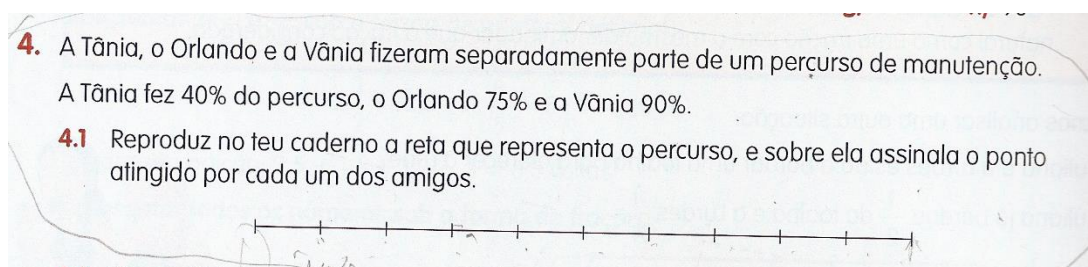 4. A Tânia, o Orlando e a Vânia fizeram separadamente parte de um percurso de manutenção.
A Tânia fez 40% do percurso, o Orlando 75% e a Vânia 90%.
4.1 Reproduz no teu caderno a reta que representa o percurso, e sobre ela assinala o ponto
atingido por cada um dos amigos.